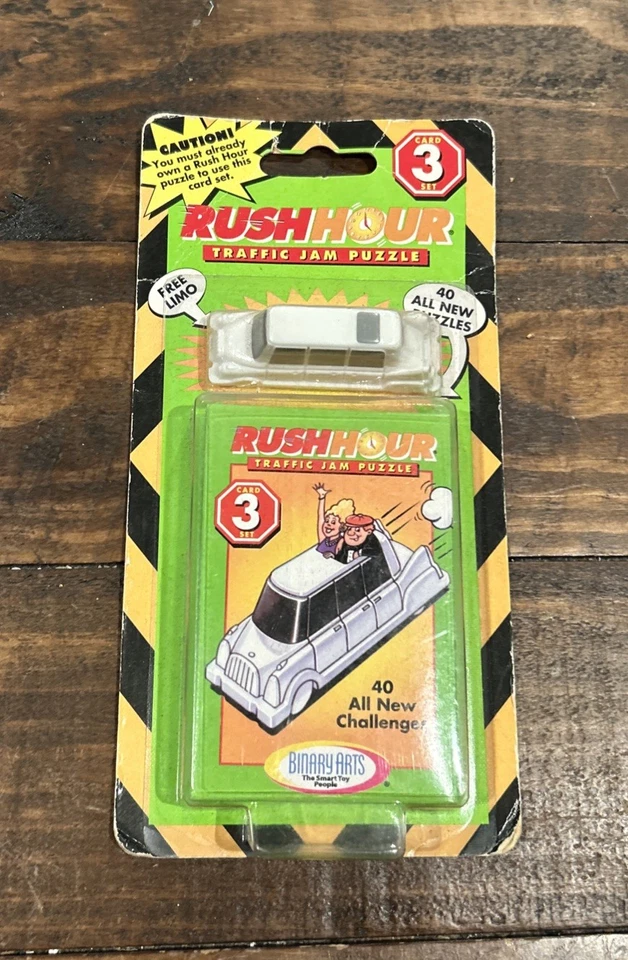 CAUTION!
You must already
own a Rush Hour
puzzle to use this
card set.
CARD
3
SET
RUSH HOUR
TRAFFIC JAM PUZZLE
FREE
LIMO
40
ALL NEW
PUZZLES
RUSH HOUR
TRAFFIC JAM PUZZLE
CARD
3
SET
40
All New
Challenges
BINARY ARTS
The Smart Toy
People